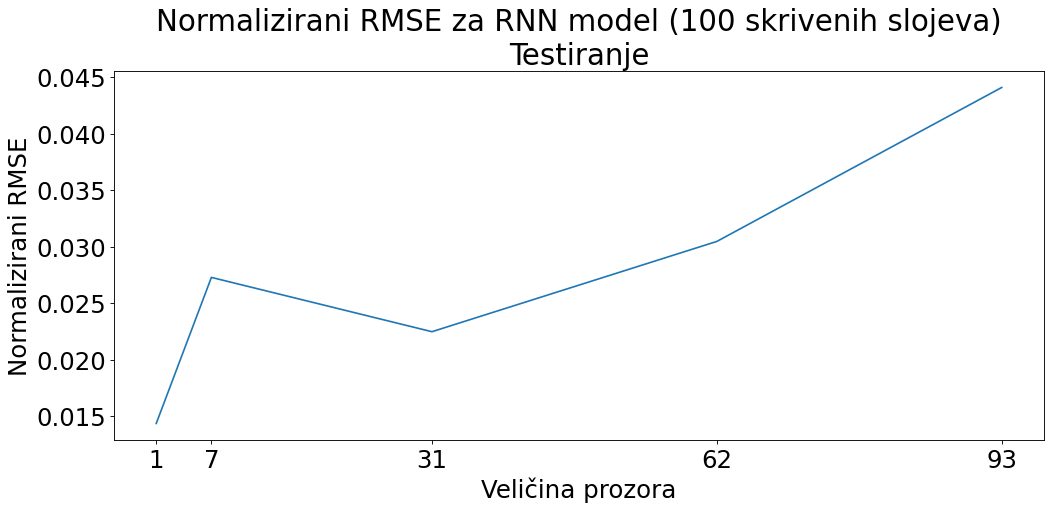 Normalizirani RMSE za RNN model (100 skrivenih slojeva)
Testiranje
Normalizirani RMSE
0.045
0.040
0.035
0.030
0.025
0.020
0.015
1 7 31 62 93
Veličina prozora